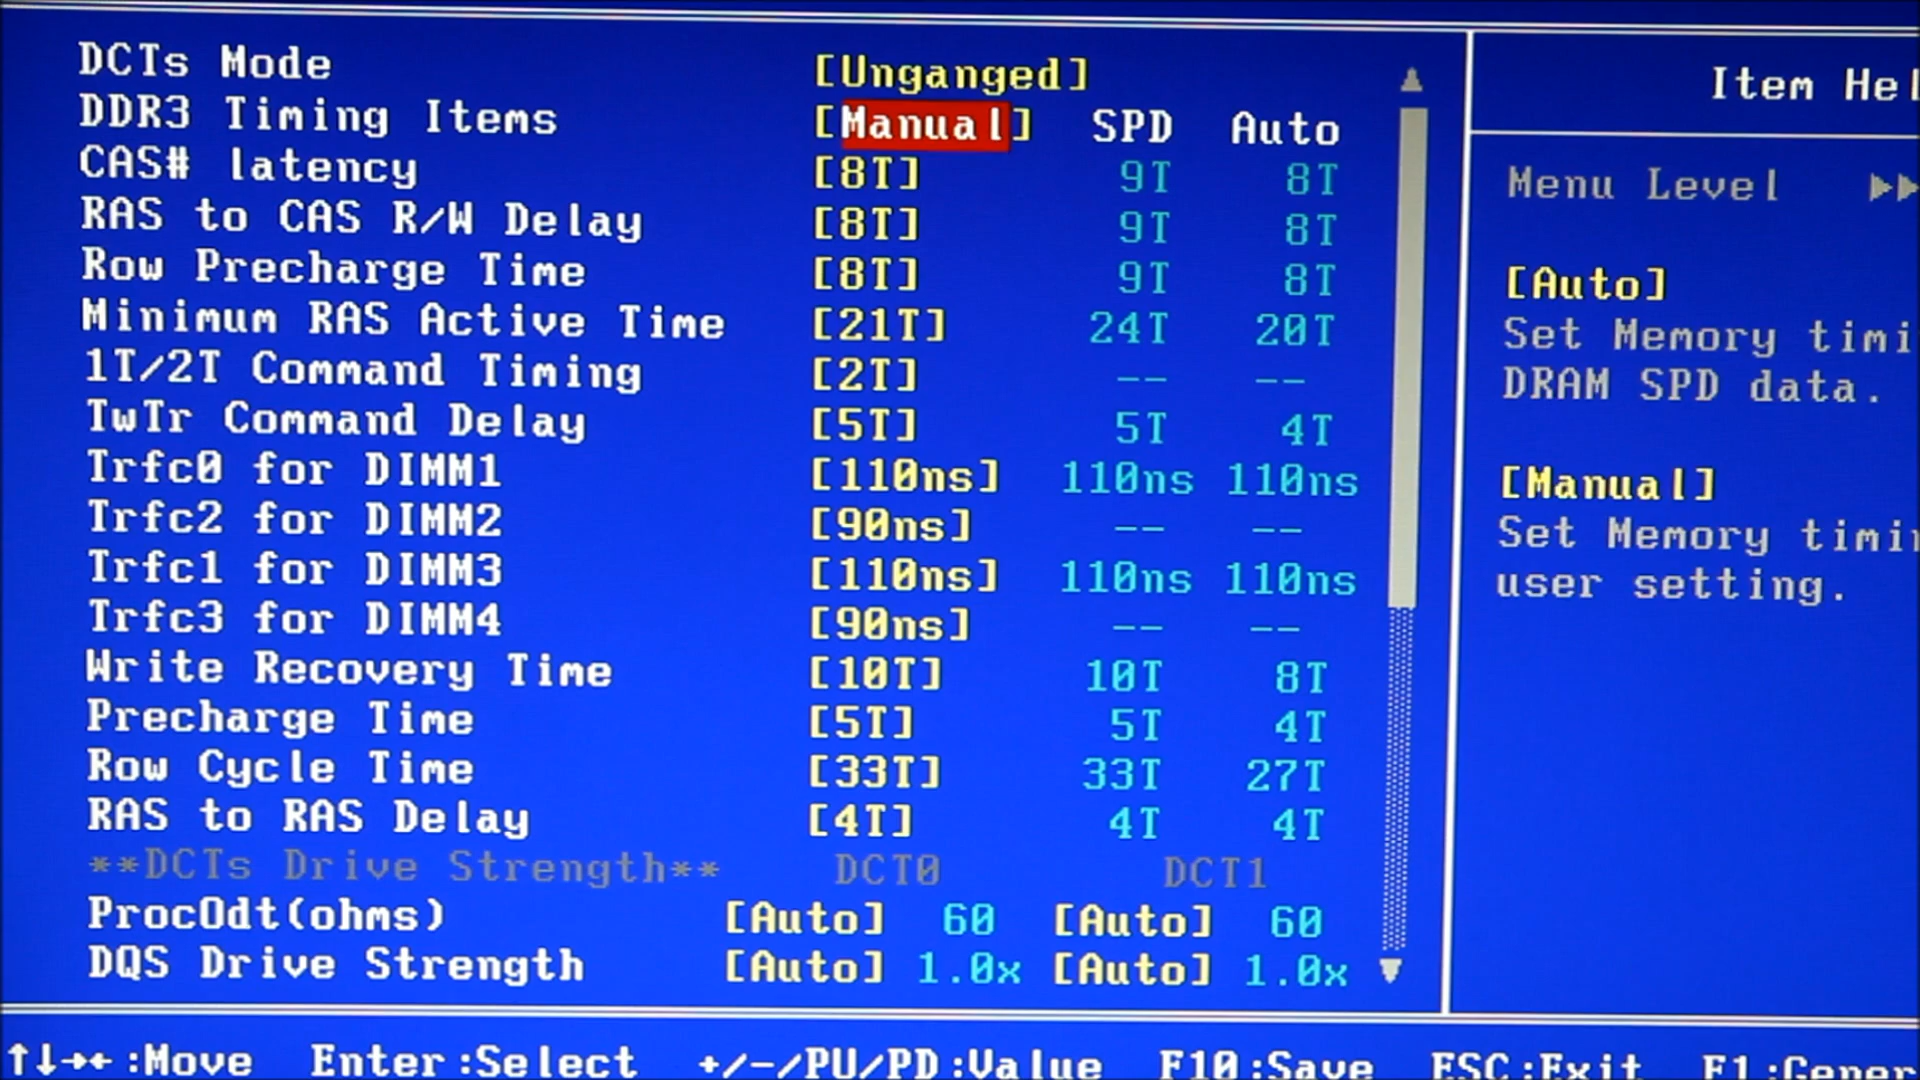 DCTs Mode [Unganged]
DDR3 Timing Items [Manual] SPD Auto
CAS# latency [8T] 9T 8T
RAS to CAS R/W Delay [8T] 9T 8T
Row Precharge Time [8T] 9T 8T
Minimum RAS Active Time [21T] 24T 20T
1T/2T Command Timing [2T] -- --
TwTr Command Delay [5T] 5T 4T
Trfc0 for DIMM1 [110ns] 110ns 110ns
Trfc2 for DIMM2 [90ns] -- --
Trfc1 for DIMM3 [110ns] 110ns 110ns
Trfc3 for DIMM4 [90ns] -- --
Write Recovery Time [10T] 10T 8T
Precharge Time [5T] 5T 4T
Row Cycle Time [33T] 33T 27T
RAS to RAS Delay [4T] 4T 4T
**DCTs Drive Strength** DCT0 DCT1
ProcOdt(ohms) [Auto] 60 [Auto] 60
DQS Drive Strength [Auto] 1.0x [Auto] 1.0x
Item Hel
Menu Level ▶▶
[Auto]
Set Memory timi
DRAM SPD data.
[Manual]
Set Memory timin
user setting.
↑↓→←:Move Enter:Select +/-/PU/PD:Value F10:Save ESC:Exit F1:Gener